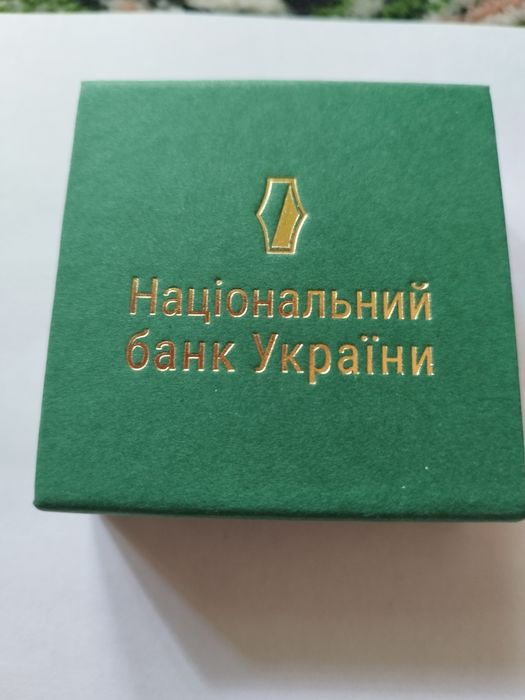 Національний
банк України